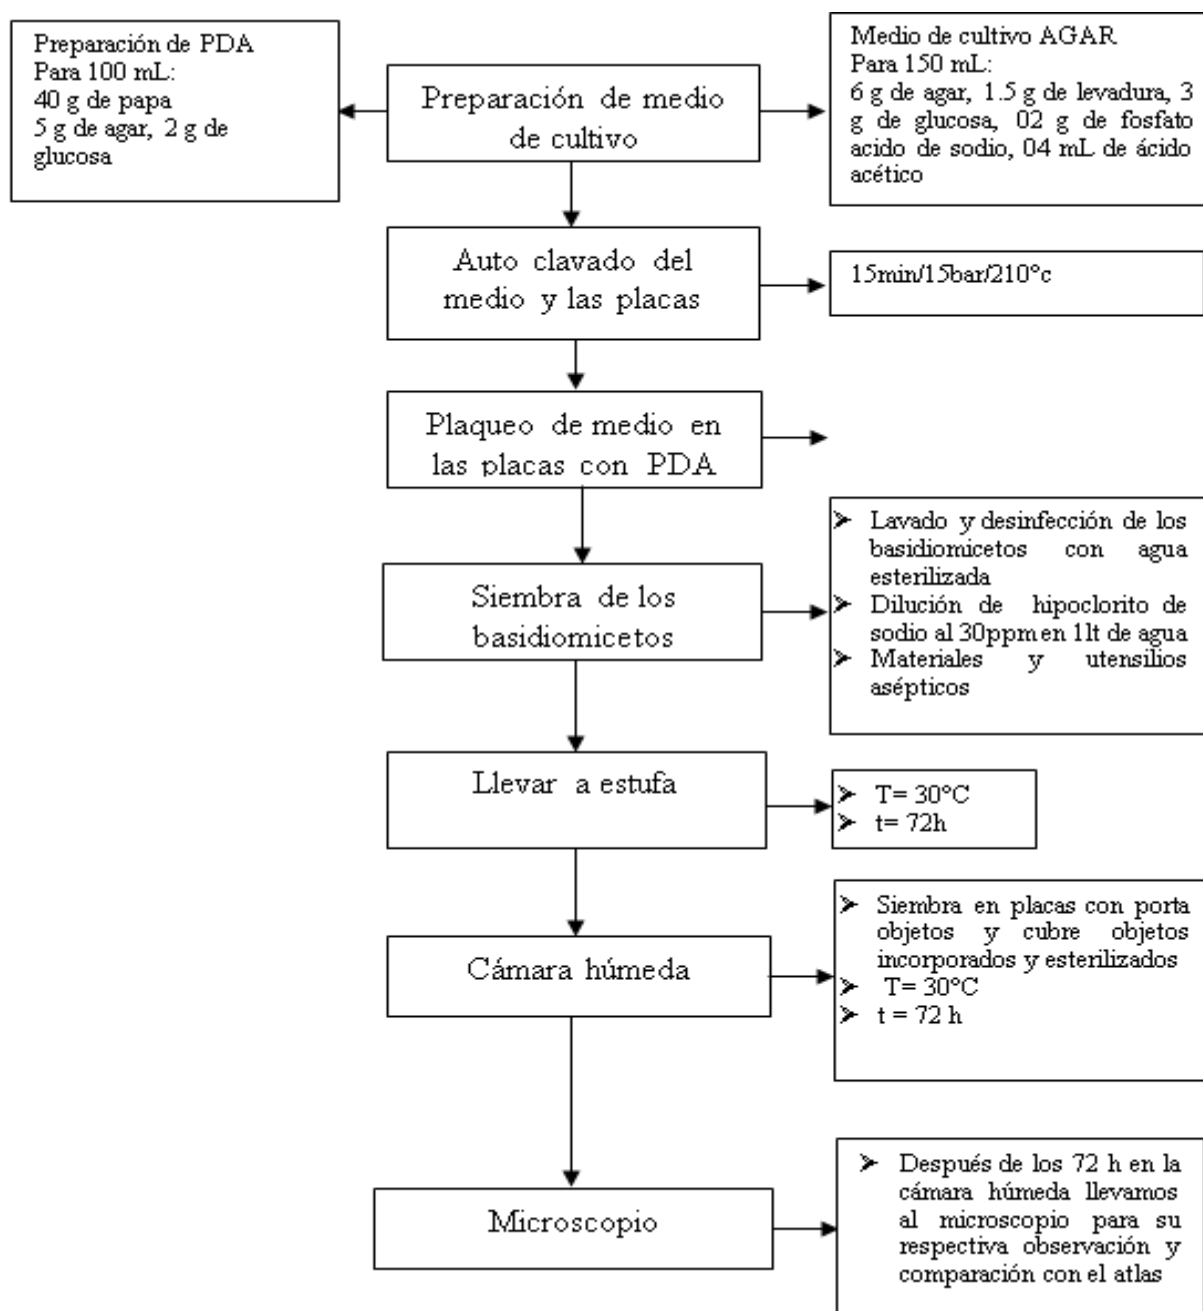 Preparación de PDA
Para 100 mL:
40 g de papa
5 g de agar, 2 g de
glucosa
Preparación de medio
de cultivo
Medio de cultivo AGAR
Para 150 mL:
6 g de agar, 1.5 g de levadura, 3
g de glucosa, 02 g de fosfato
acido de sodio, 04 mL de ácido
acético
Auto clavado del
medio y las placas
15min/15bar/210°c
Plaqueo de medio en
las placas con PDA
Siembra de los
basidiomicetos
➢ Lavado y desinfección de los
basidiomicetos con agua
esterilizada
➢ Dilución de hipoclorito de
sodio al 30ppm en 1lt de agua
➢ Materiales y utensilios
asépticos
Llevar a estufa
➢ T= 30°C
➢ t= 72h
Cámara húmeda
➢ Siembra en placas con porta
objetos y cubre objetos
incorporados y esterilizados
➢ T= 30°C
➢ t = 72 h
Microscopio
➢ Después de los 72 h en la
cámara húmeda llevamos
al microscopio para su
respectiva observación y
comparación con el atlas